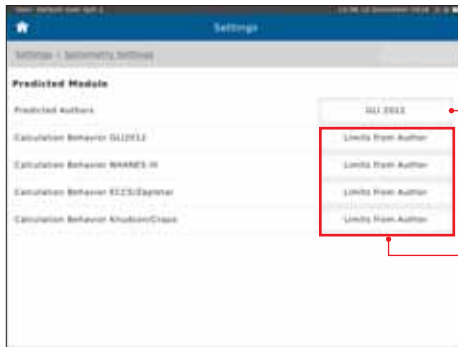 Settings
Settings / Spirometry Settings
Predicted Module
Predicted Authors
GLI 2012
Calculation Behavior GLI2012
Limits from Author
Calculation Behavior NHANES III
Limits from Author
Calculation Behavior ECCS/Zapletal
Limits from Author
Calculation Behavior Knudson/Crapo
Limits from Author